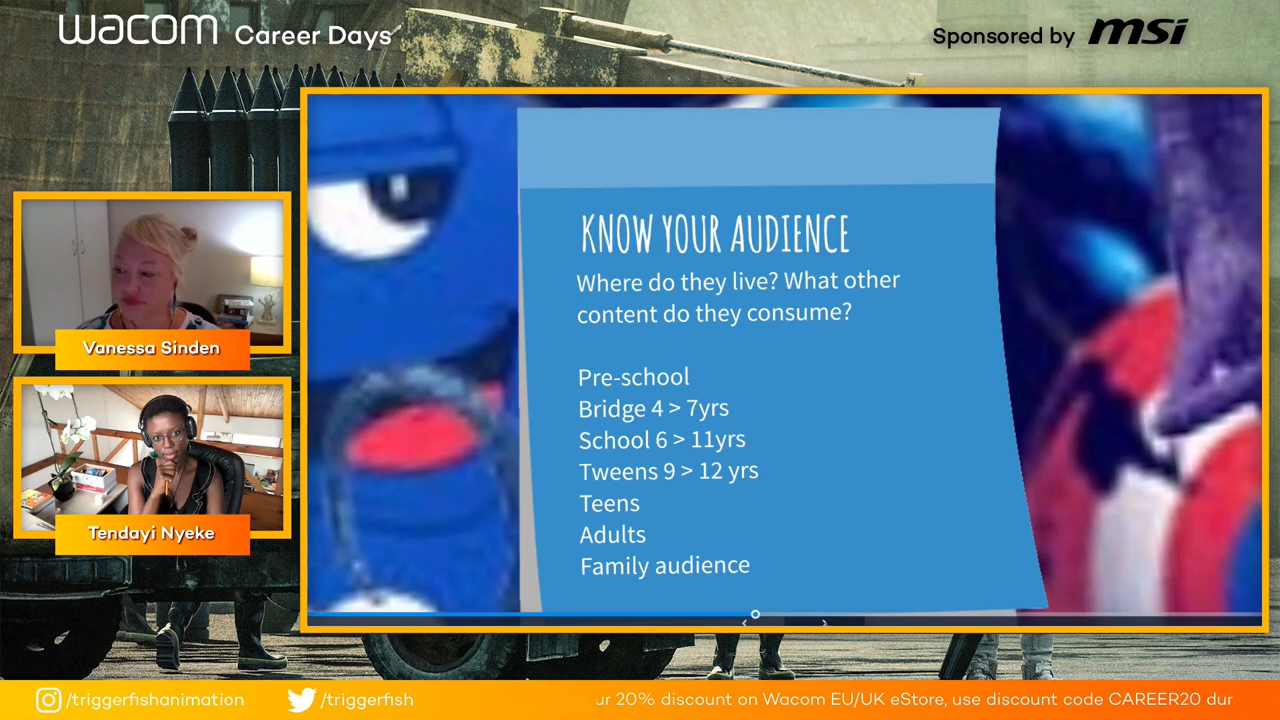 wacom Career Days
Sponsored by msi
KNOW YOUR AUDIENCE
Where do they live? What other
content do they consume?
Pre-school
Bridge 4 > 7yrs
School 6 > 11yrs
Tweens 9 > 12 yrs
Teens
Adults
Family audience
Vanessa Sinden
Tendayi Nyeke
/triggerfishanimation
/triggerfish
ur 20% discount on Wacom EU/UK eStore, use discount code CAREER20 dur